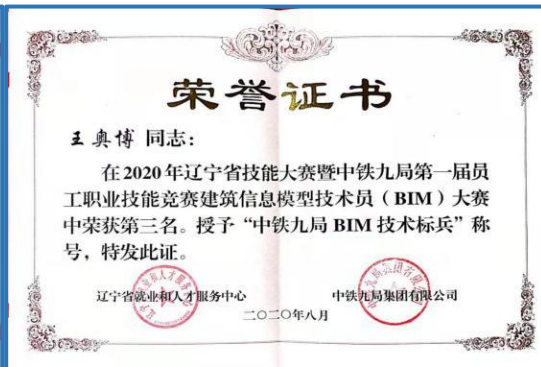 荣誉证书
王奥博 同志：
在2020年辽宁省技能大赛暨中铁九局第一届员
工职业技能竞赛建筑信息模型技术员（BIM）大赛
中荣获第三名。授予“中铁九局 BIM 技术标兵”称
号，特发此证。
辽宁省就业和人才服务中心 中铁九局集团有限公司
二〇二〇年八月